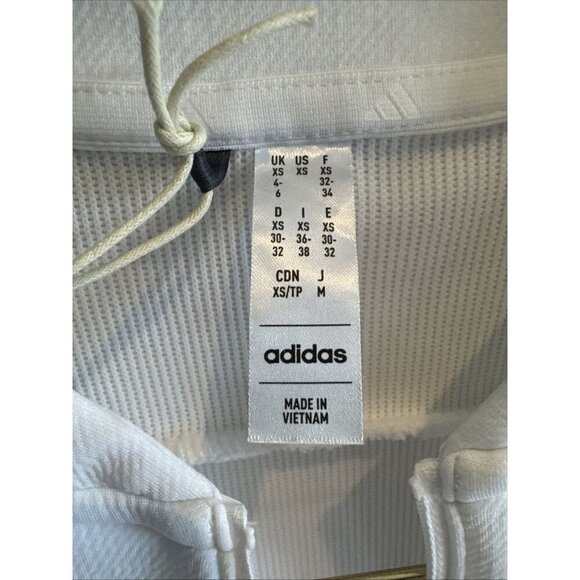 UK US F
XS XS XS
4- 32-
6 34
D I E
XS XS XS
30- 36- 30-
32 38 32
CDN J
XS/TP M
adidas
MADE IN
VIETNAM